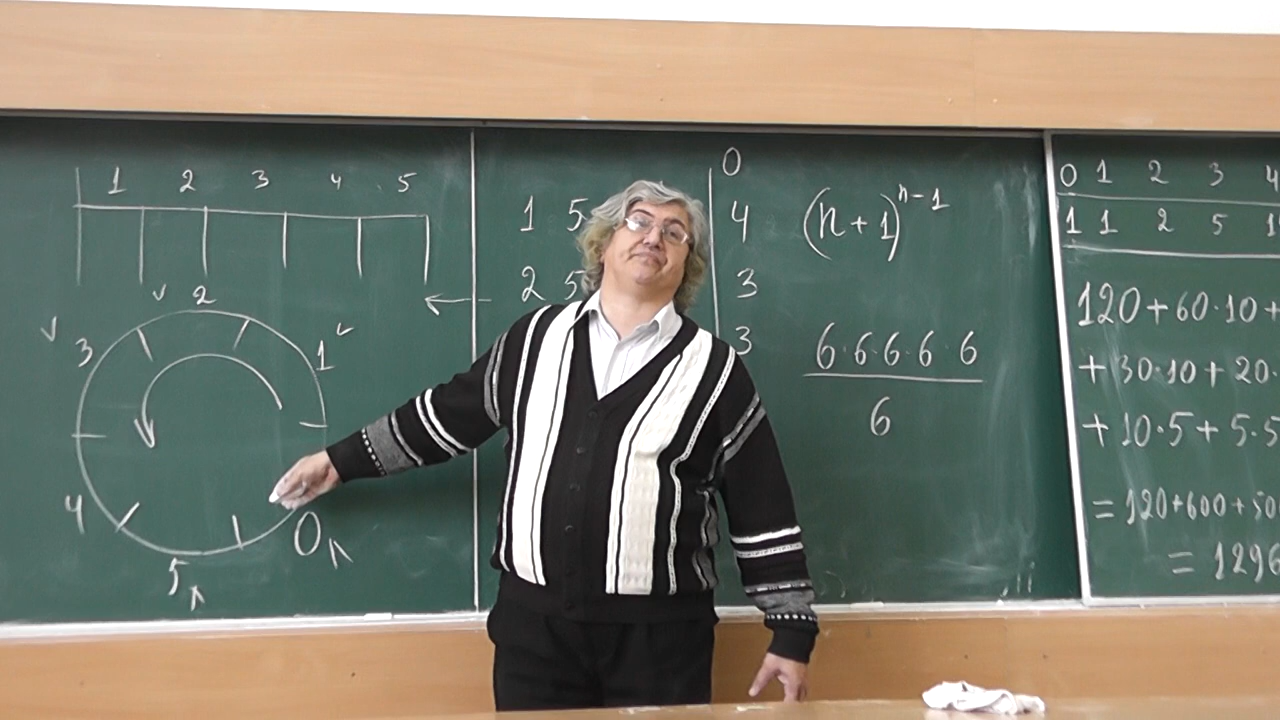 1 2 3 4 5
2
3 1
4 0
5
0
1 5 4
2 5 3
3
(n+1)^{n-1}
6·6·6·6·6
6
0 1 2 3 4
1 1 2 5 1
120+60·10+
+30·10+20·
+10·5+5·5
=120+600+30
=1296